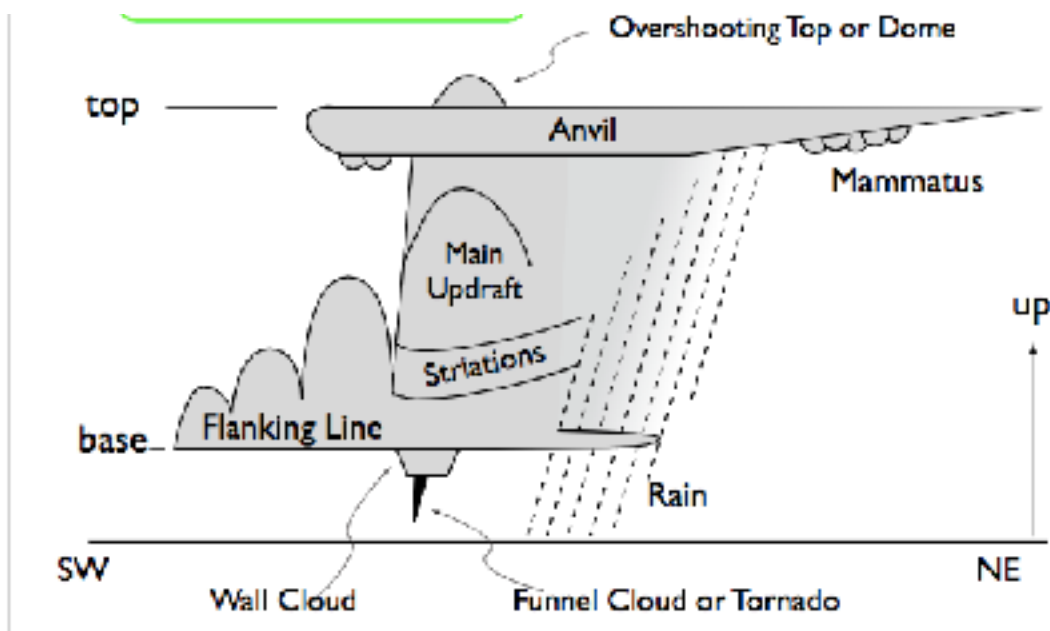 Overshooting Top or Dome
top
Anvil
Mammatus
Main
Updraft
up
Striations
Flanking Line
base
Rain
SW
NE
Wall Cloud
Funnel Cloud or Tornado